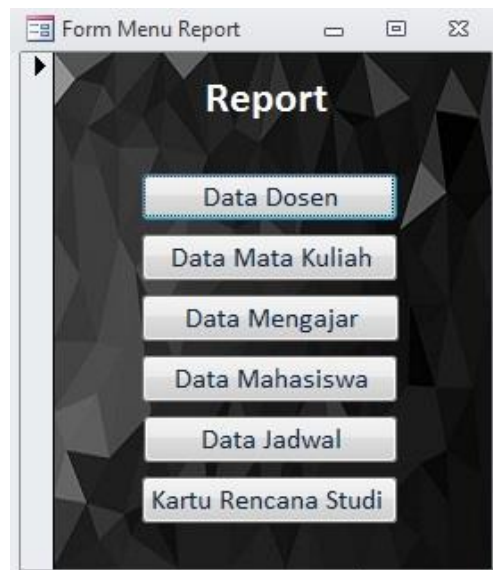 Form Menu Report
Report
Data Dosen
Data Mata Kuliah
Data Mengajar
Data Mahasiswa
Data Jadwal
Kartu Rencana Studi